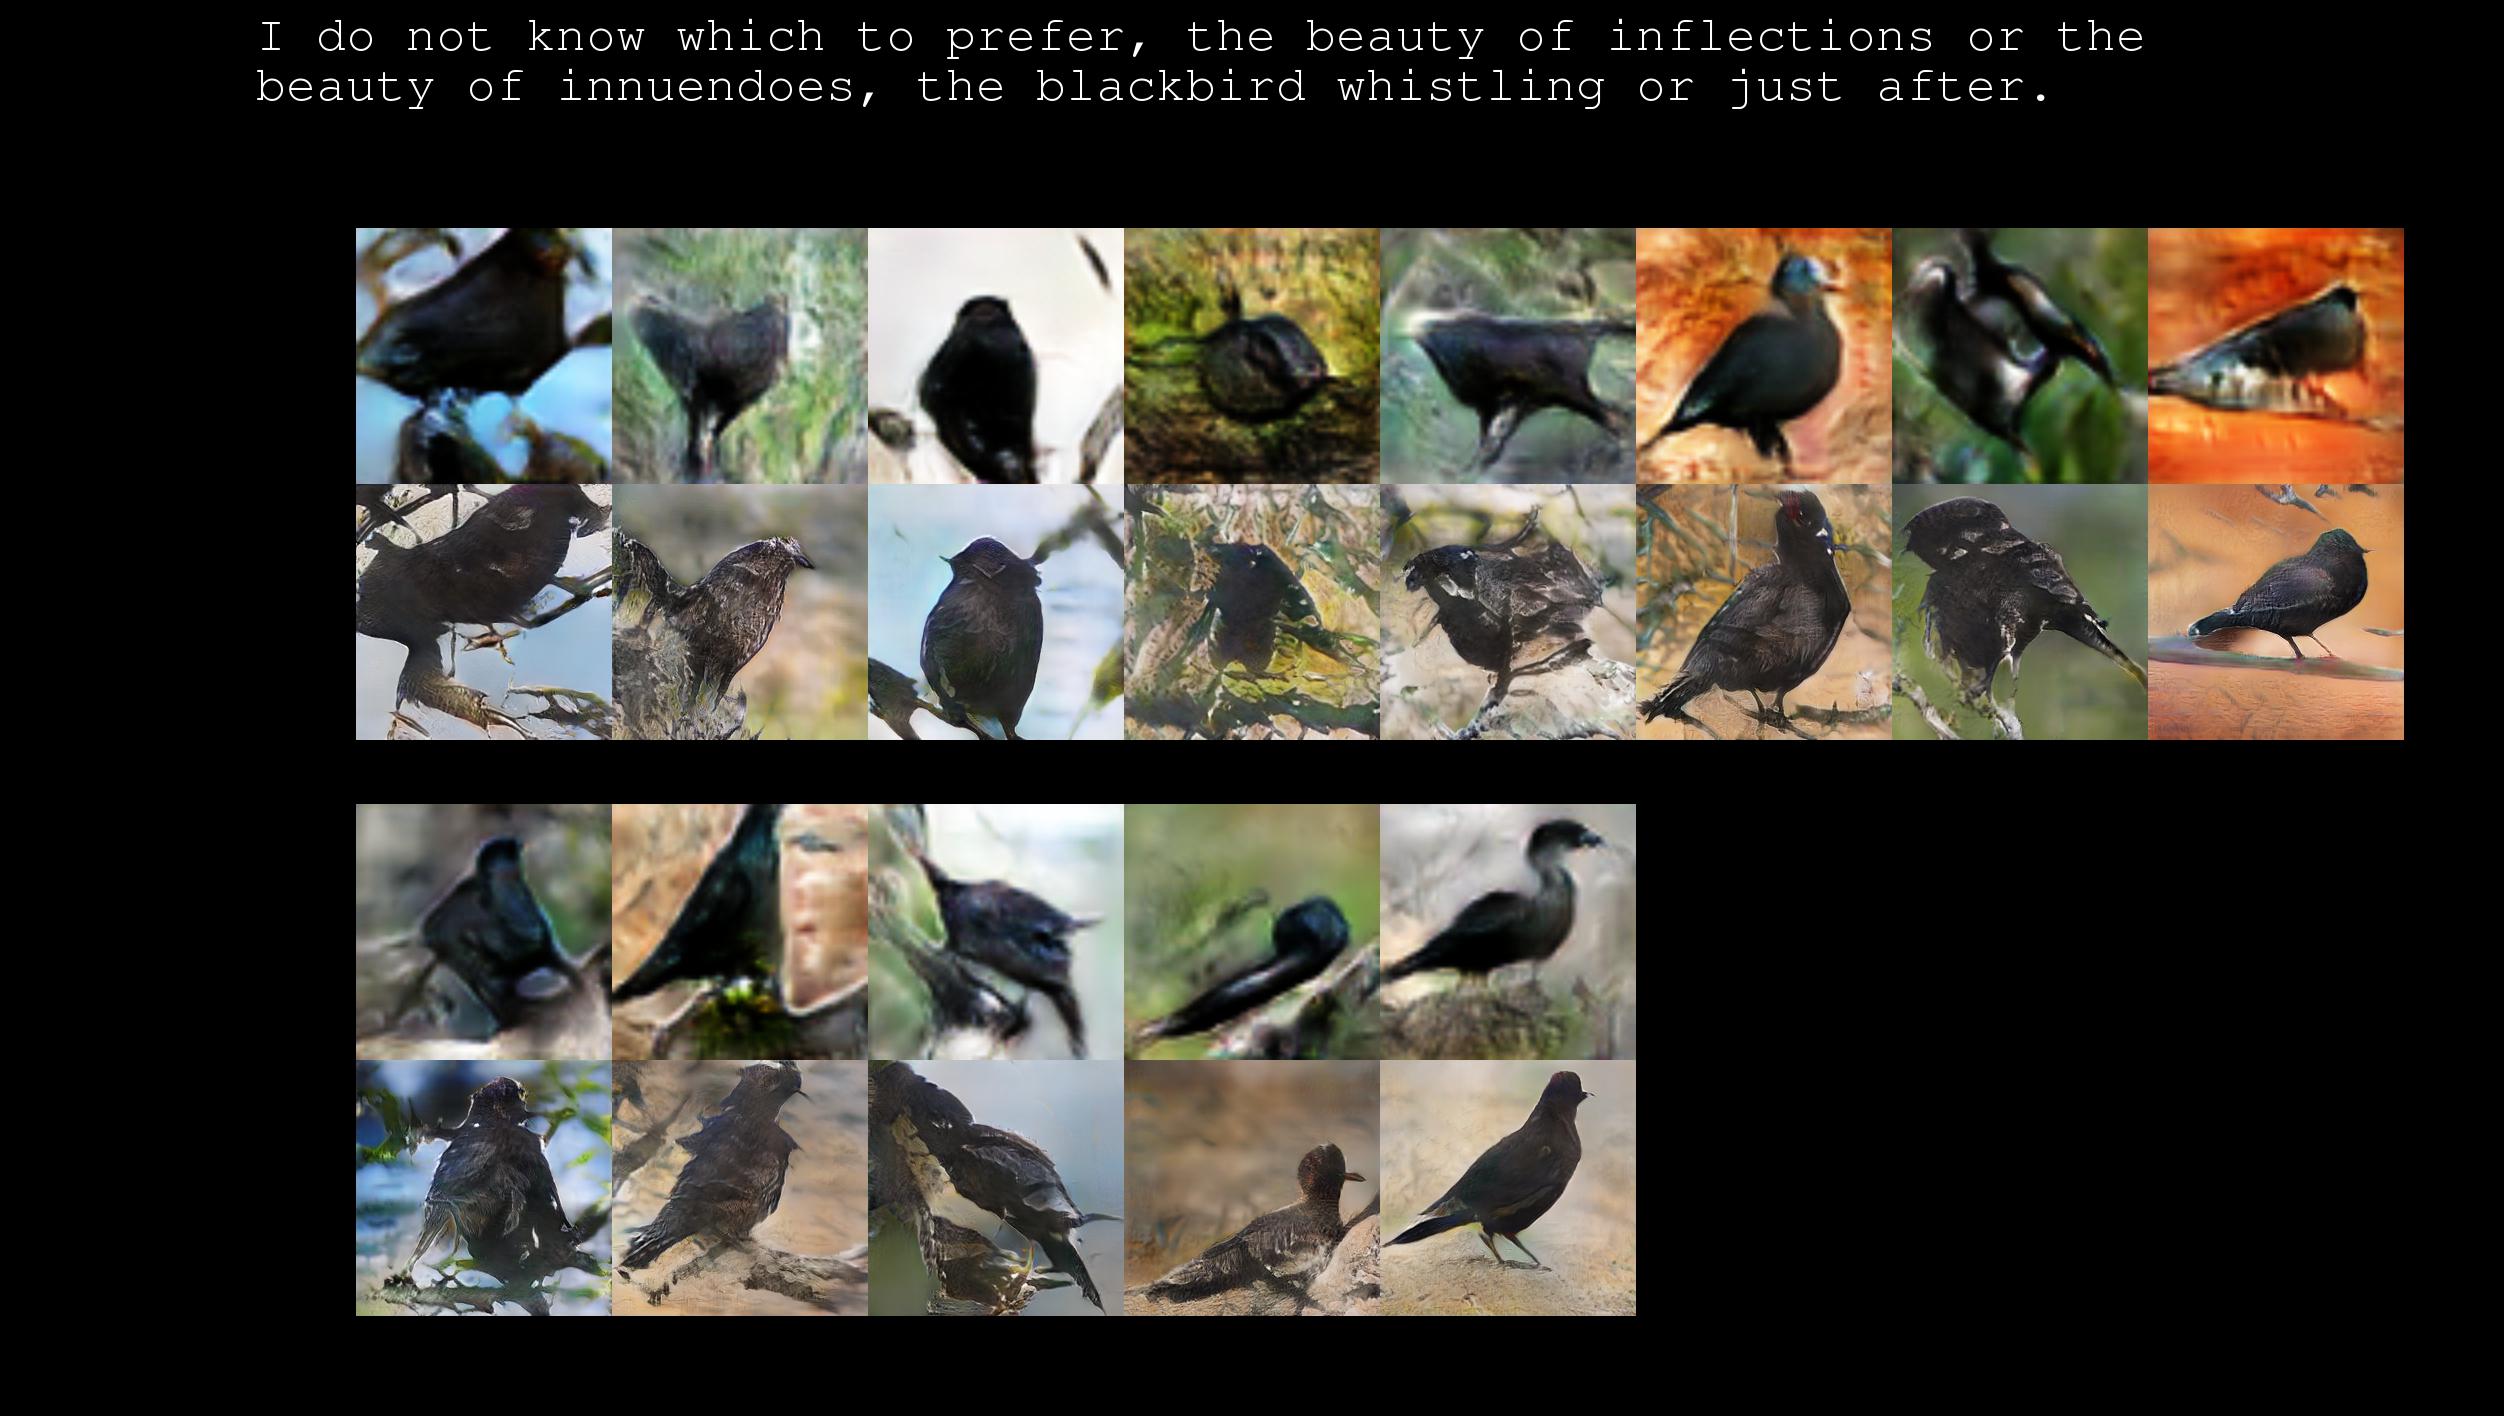 I do not know which to prefer, the beauty of inflections or the
beauty of innuendoes, the blackbird whistling or just after.